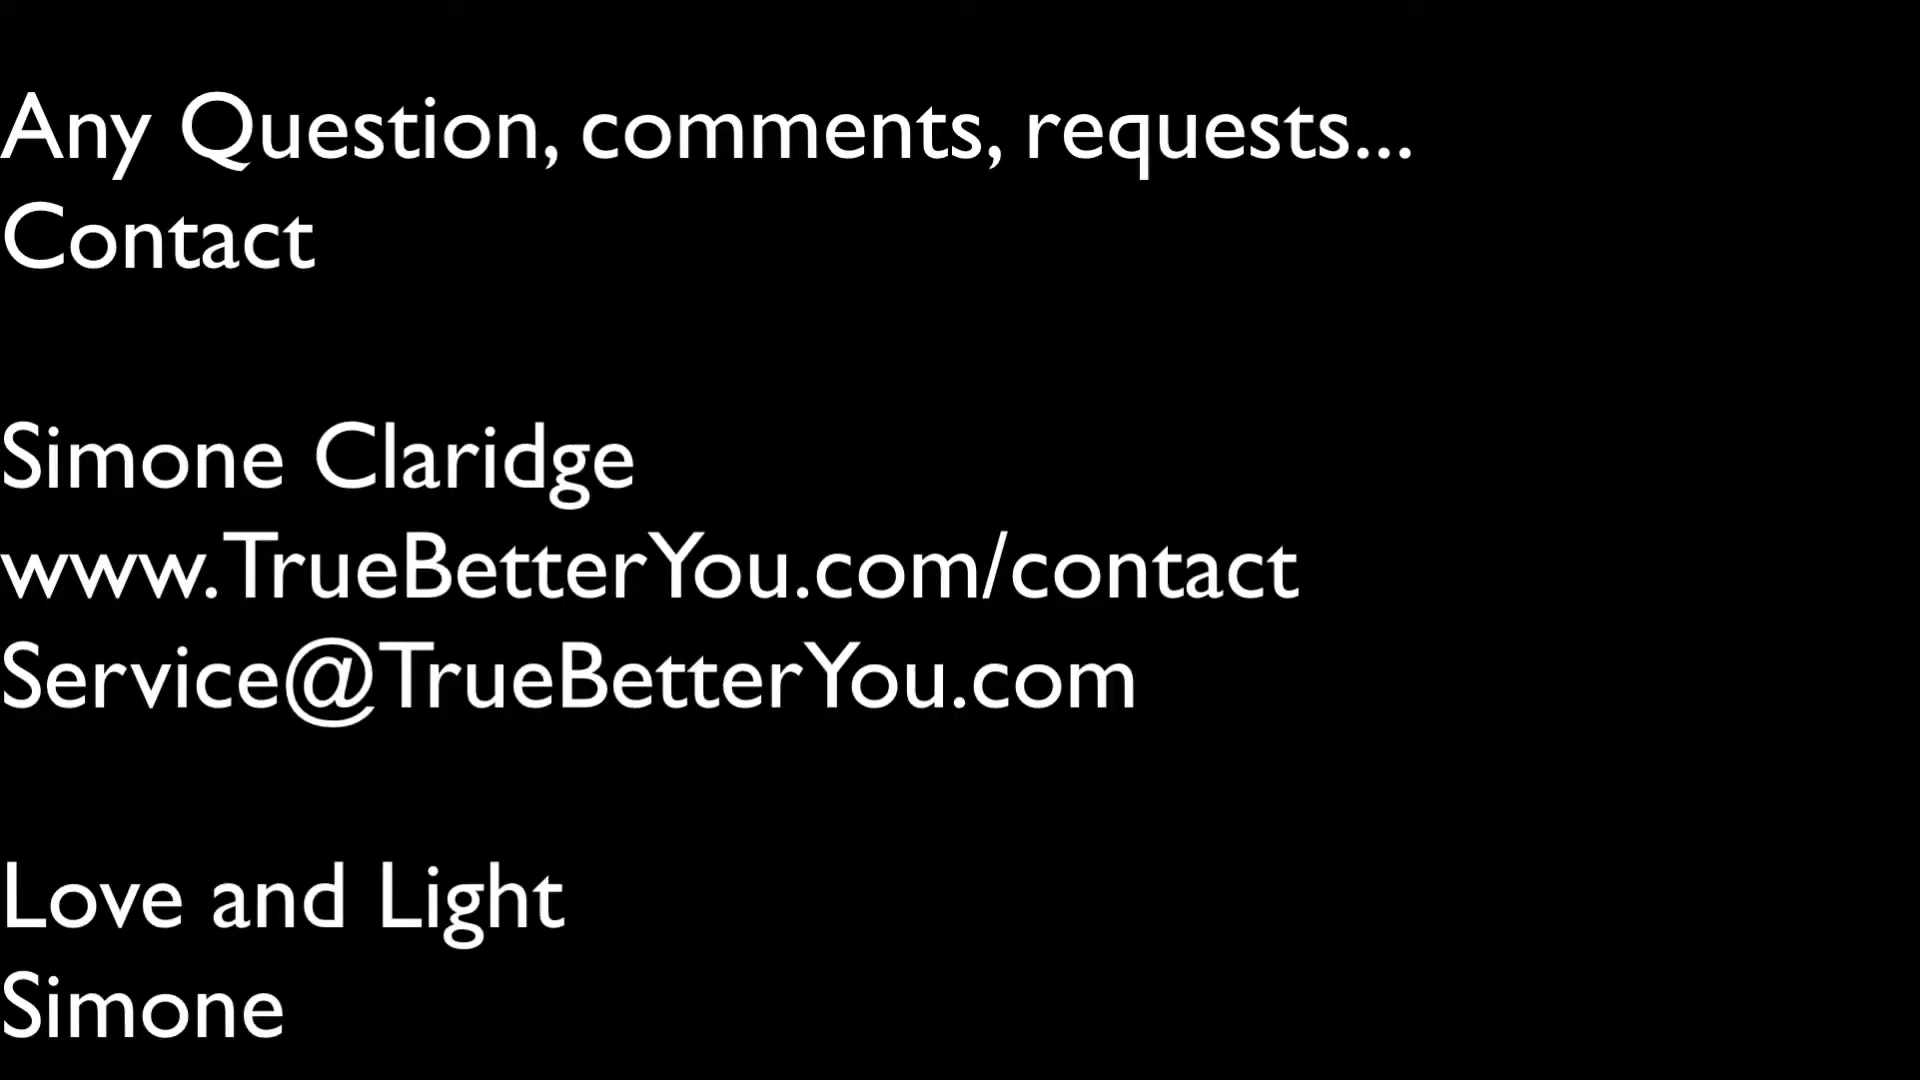 Any Question, comments, requests...
Contact
Simone Claridge
www.TrueBetterYou.com/contact
Service@TrueBetterYou.com
Love and Light
Simone